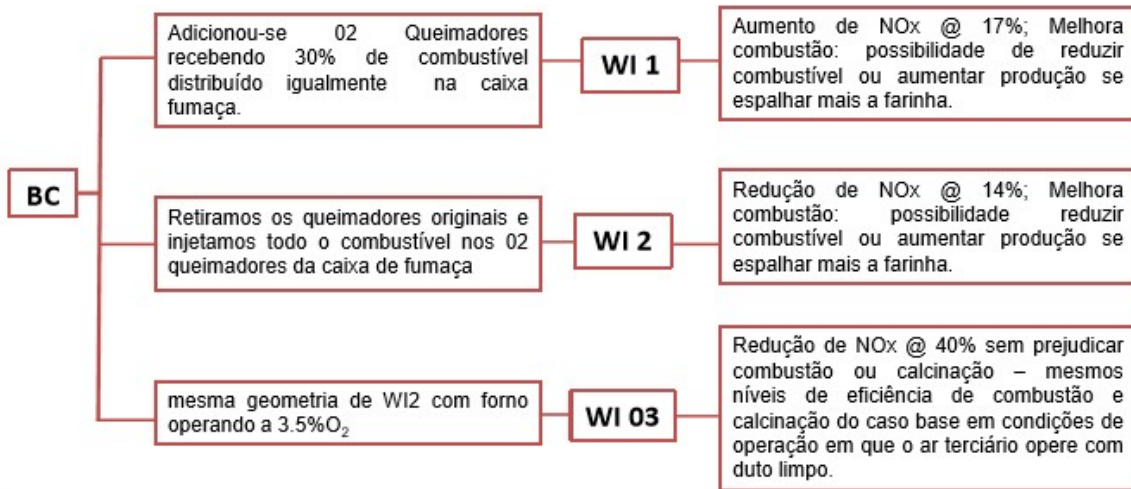 Adicionou-se 02 Queimadores
recebendo 30% de combustível
distribuído igualmente na caixa
fumaça.
WI 1
Aumento de NOx @ 17%; Melhora
combustão: possibilidade de reduzir
combustível ou aumentar produção se
espalhar mais a farinha.
BC
Retiramos os queimadores originais e
injetamos todo o combustível nos 02
queimadores da caixa de fumaça
WI 2
Redução de NOx @ 14%; Melhora
combustão: possibilidade reduzir
combustível ou aumentar produção se
espalhar mais a farinha.
mesma geometria de WI2 com forno
operando a 3.5%O₂
WI 03
Redução de NOx @ 40% sem prejudicar
combustão ou calcinação – mesmos
níveis de eficiência de combustão e
calcinação do caso base em condições de
operação em que o ar terciário opere com
duto limpo.